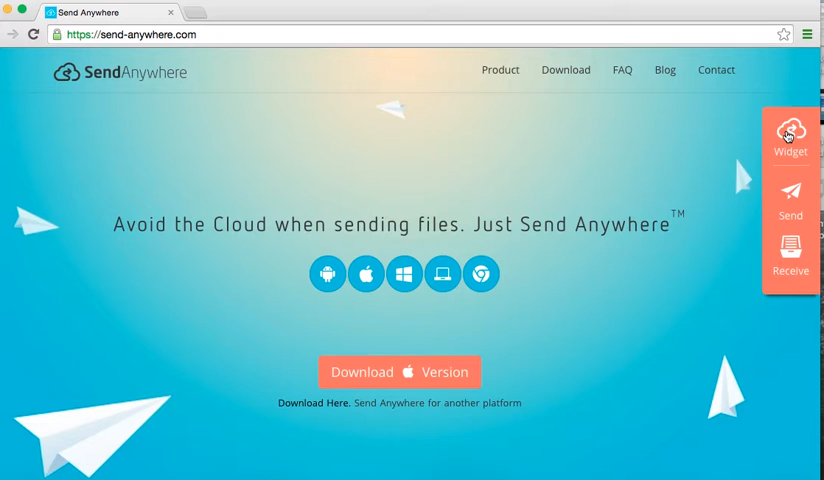 Send Anywhere
https://send-anywhere.com
SendAnywhere
Product Download FAQ Blog Contact
Widget
Send
Receive
Avoid the Cloud when sending files. Just Send Anywhere™
Download Version
Download Here. Send Anywhere for another platform